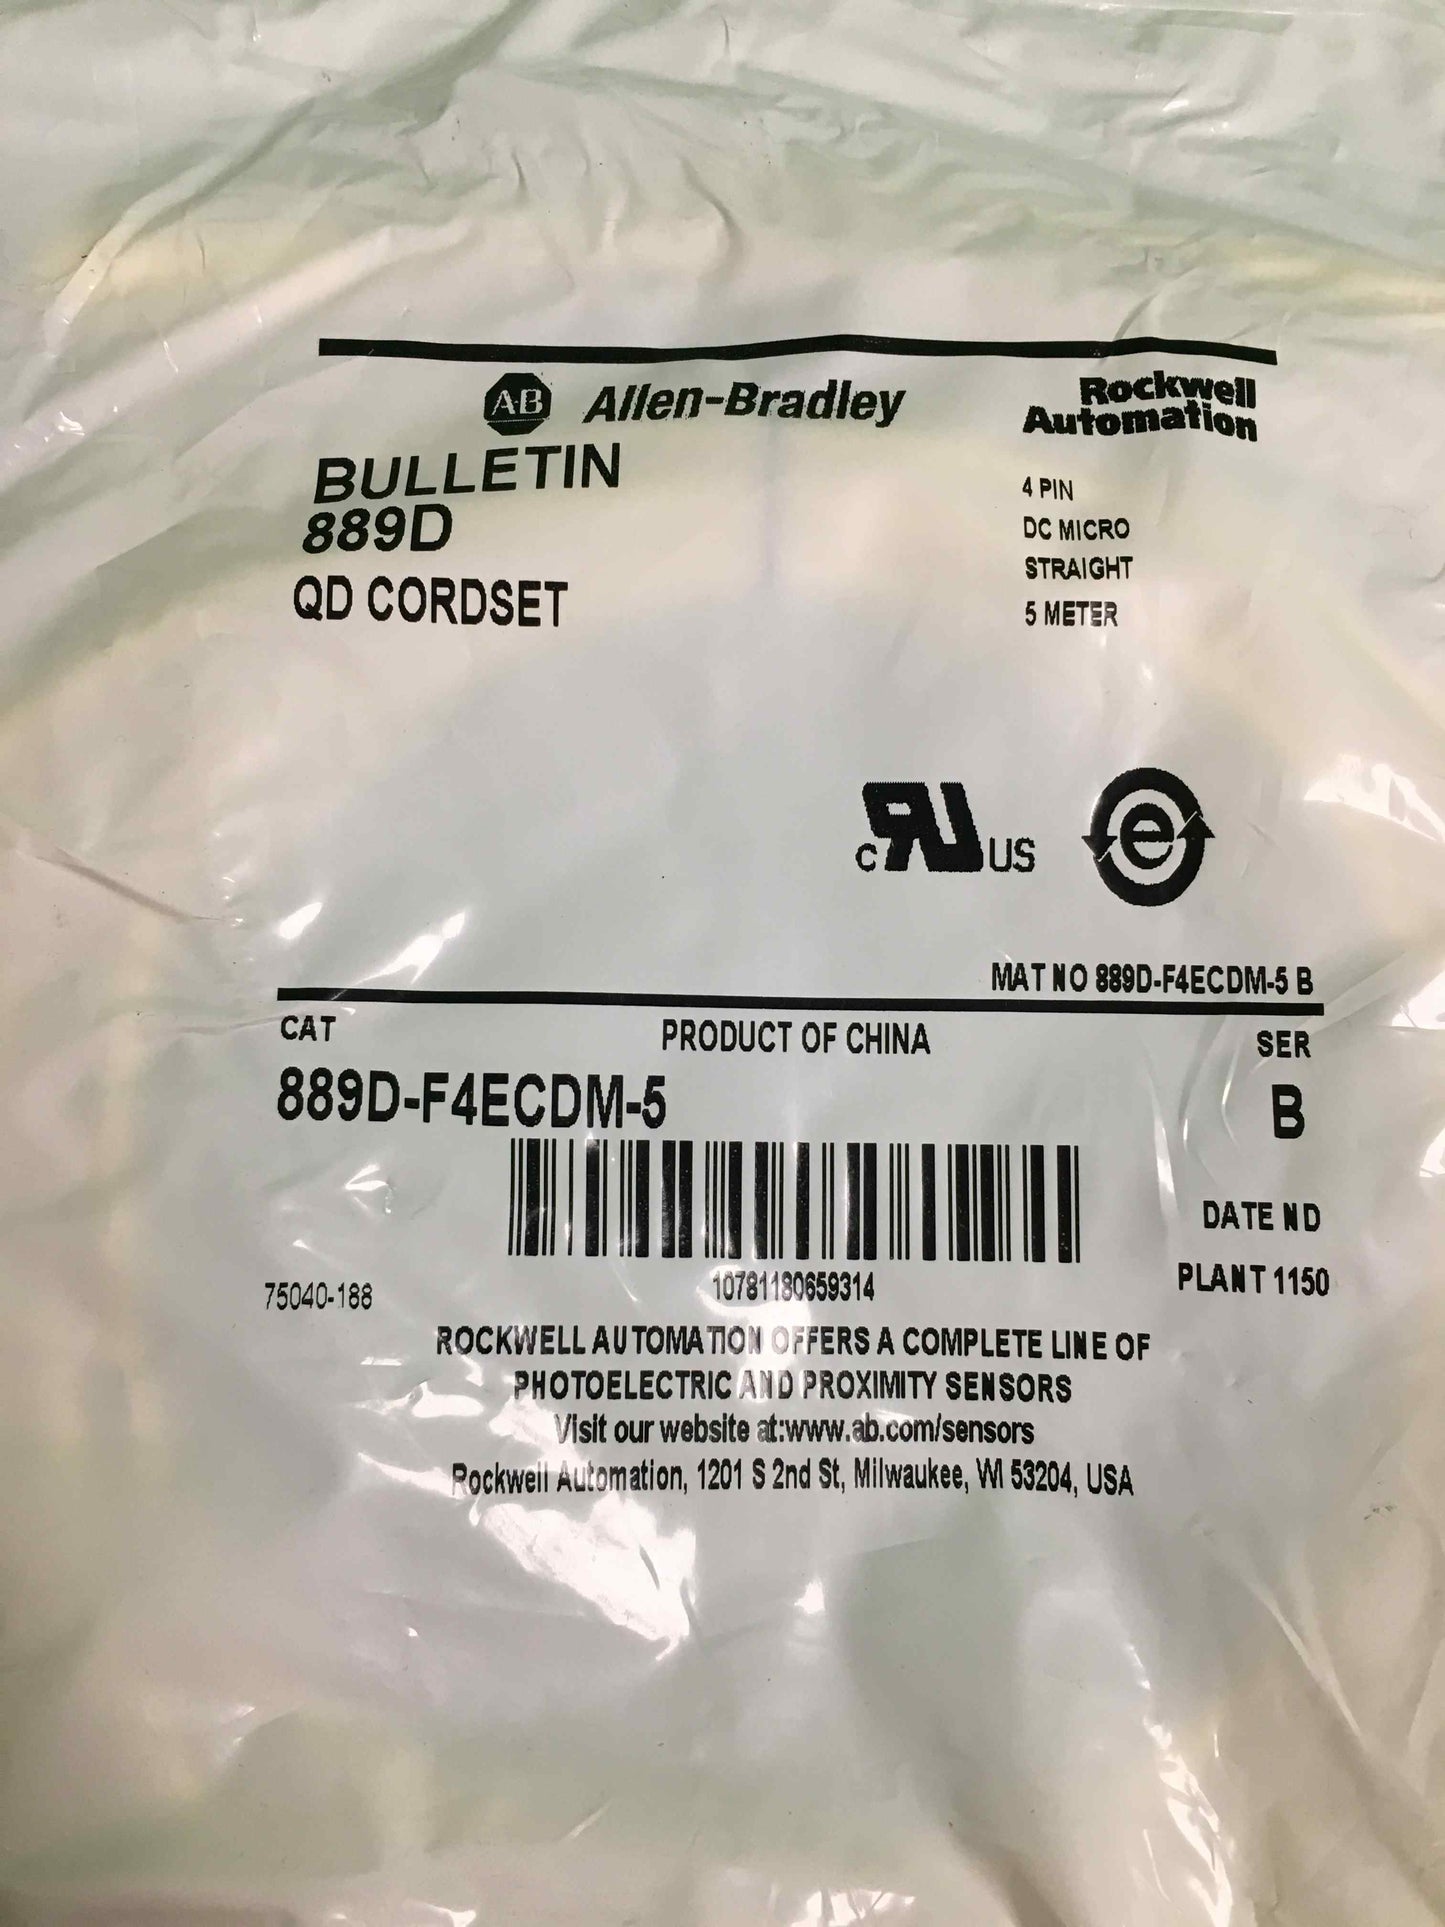 AB Allen-Bradley
Rockwell
Automation
BULLETIN
889D
QD CORDSET
4 PIN
DC MICRO
STRAIGHT
5 METER
c RU US
e
MAT NO 889D-F4ECDM-5 B
CAT
PRODUCT OF CHINA
SER
889D-F4ECDM-5
B
DATE ND
PLANT 1150
75040-188
10781180659314
ROCKWELL AUTOMATION OFFERS A COMPLETE LINE OF
PHOTOELECTRIC AND PROXIMITY SENSORS
Visit our website at:www.ab.com/sensors
Rockwell Automation, 1201 S 2nd St, Milwaukee, WI 53204, USA